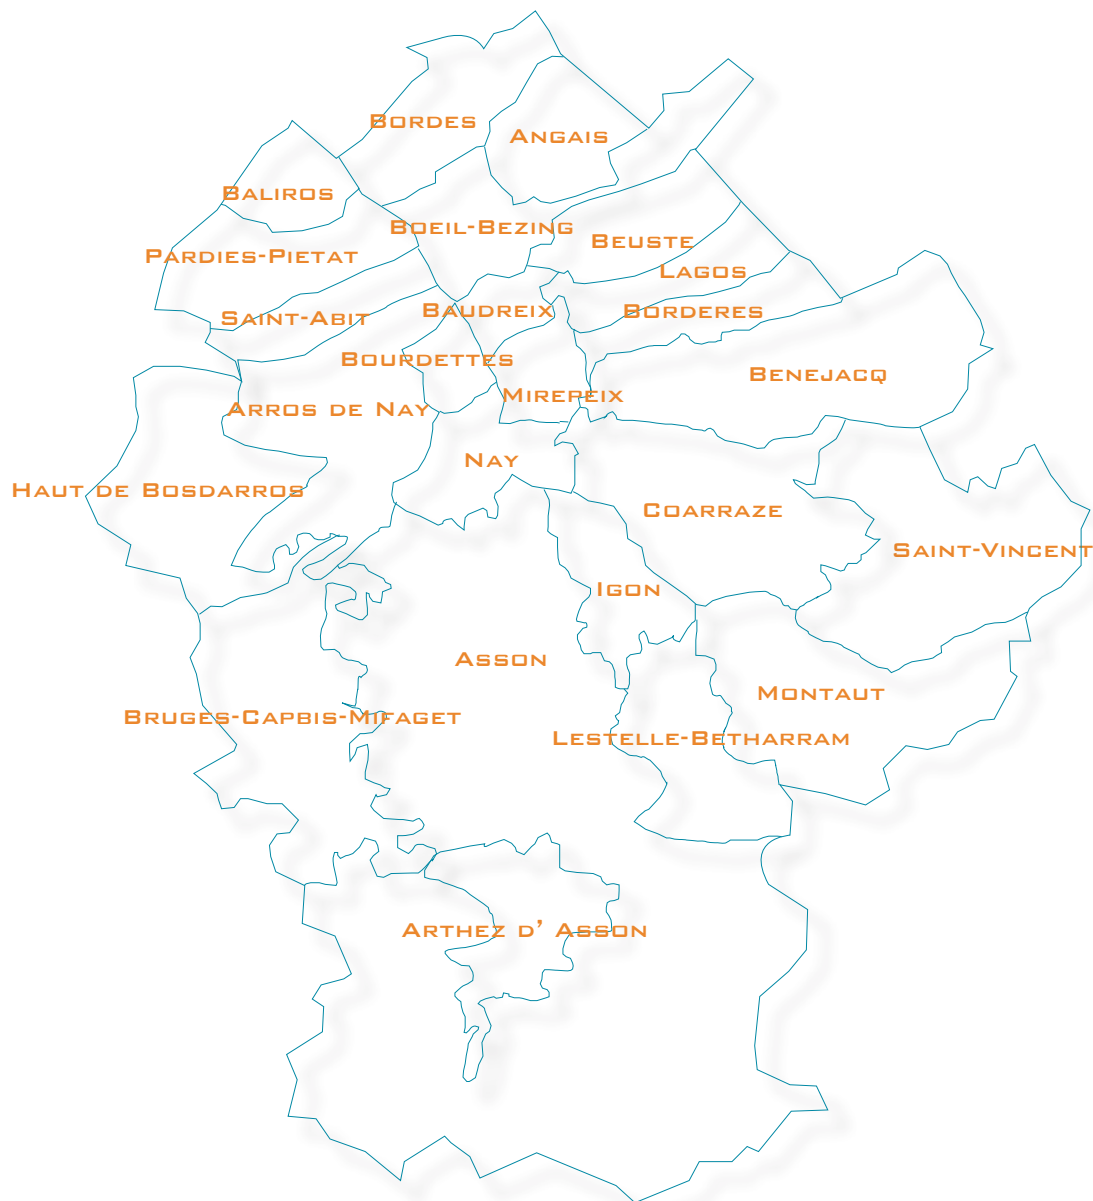 Bordes
Angais
Baliros
Boeil-Bezing
Beuste
Pardies-Pietat
Lagos
Saint-Abit
Baudreix
Borderes
Bourdettes
Benejacq
Mirepeix
Arros de Nay
Nay
Haut de Bosdarros
Coarraze
Saint-Vincent
Igon
Asson
Montaut
Bruges-Capbis-Mifaget
Lestelle-Betharram
Arthez d’ Asson